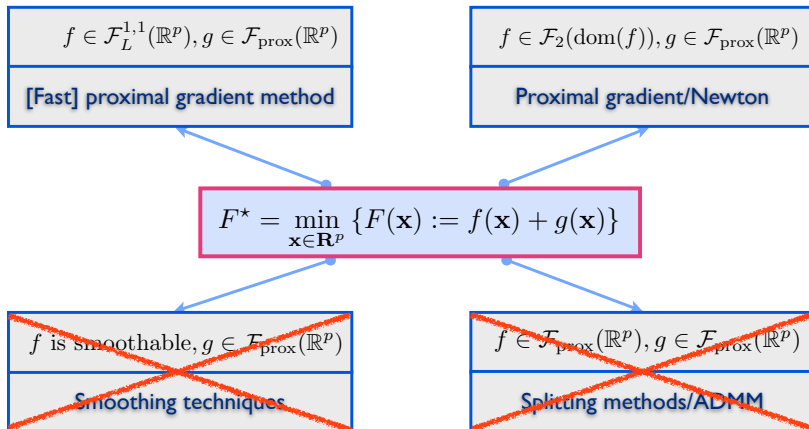 f ∈ 𝓕_L^{1,1}(ℝ^p), g ∈ 𝓕_prox(ℝ^p)
[Fast] proximal gradient method
f ∈ 𝓕_2(dom(f)), g ∈ 𝓕_prox(ℝ^p)
Proximal gradient/Newton
F^⋆ = min_{𝐱∈𝐑^p} {F(𝐱) := f(𝐱) + g(𝐱)}
f is smoothable, g ∈ 𝓕_prox(ℝ^p)
Smoothing techniques
f ∈ 𝓕_prox(ℝ^p), g ∈ 𝓕_prox(ℝ^p)
Splitting methods/ADMM